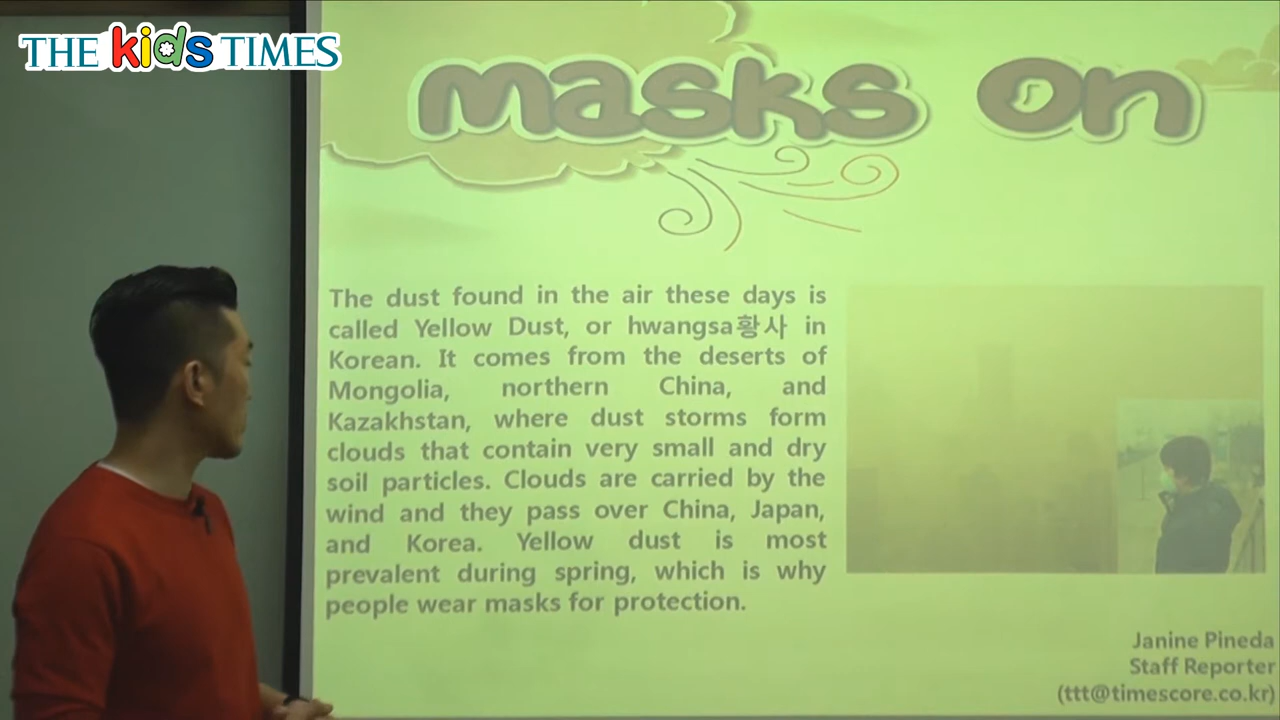 THE kids TIMES
masks on
The dust found in the air these days is
called Yellow Dust, or hwangsa황사 in
Korean. It comes from the deserts of
Mongolia, northern China, and
Kazakhstan, where dust storms form
clouds that contain very small and dry
soil particles. Clouds are carried by the
wind and they pass over China, Japan,
and Korea. Yellow dust is most
prevalent during spring, which is why
people wear masks for protection.
Janine Pineda
Staff Reporter
(ttt@timescore.co.kr)